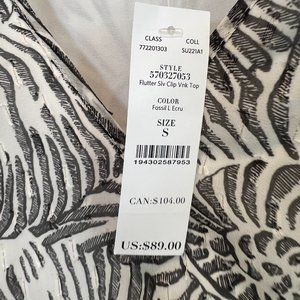 CLASS COLL
772201303 SU221A1
STYLE
570327053
Flutter Slv Clip Vnk Top
COLOR
Fossil L Ecru
SIZE
S
194302587953
CAN:$104.00
US:$89.00